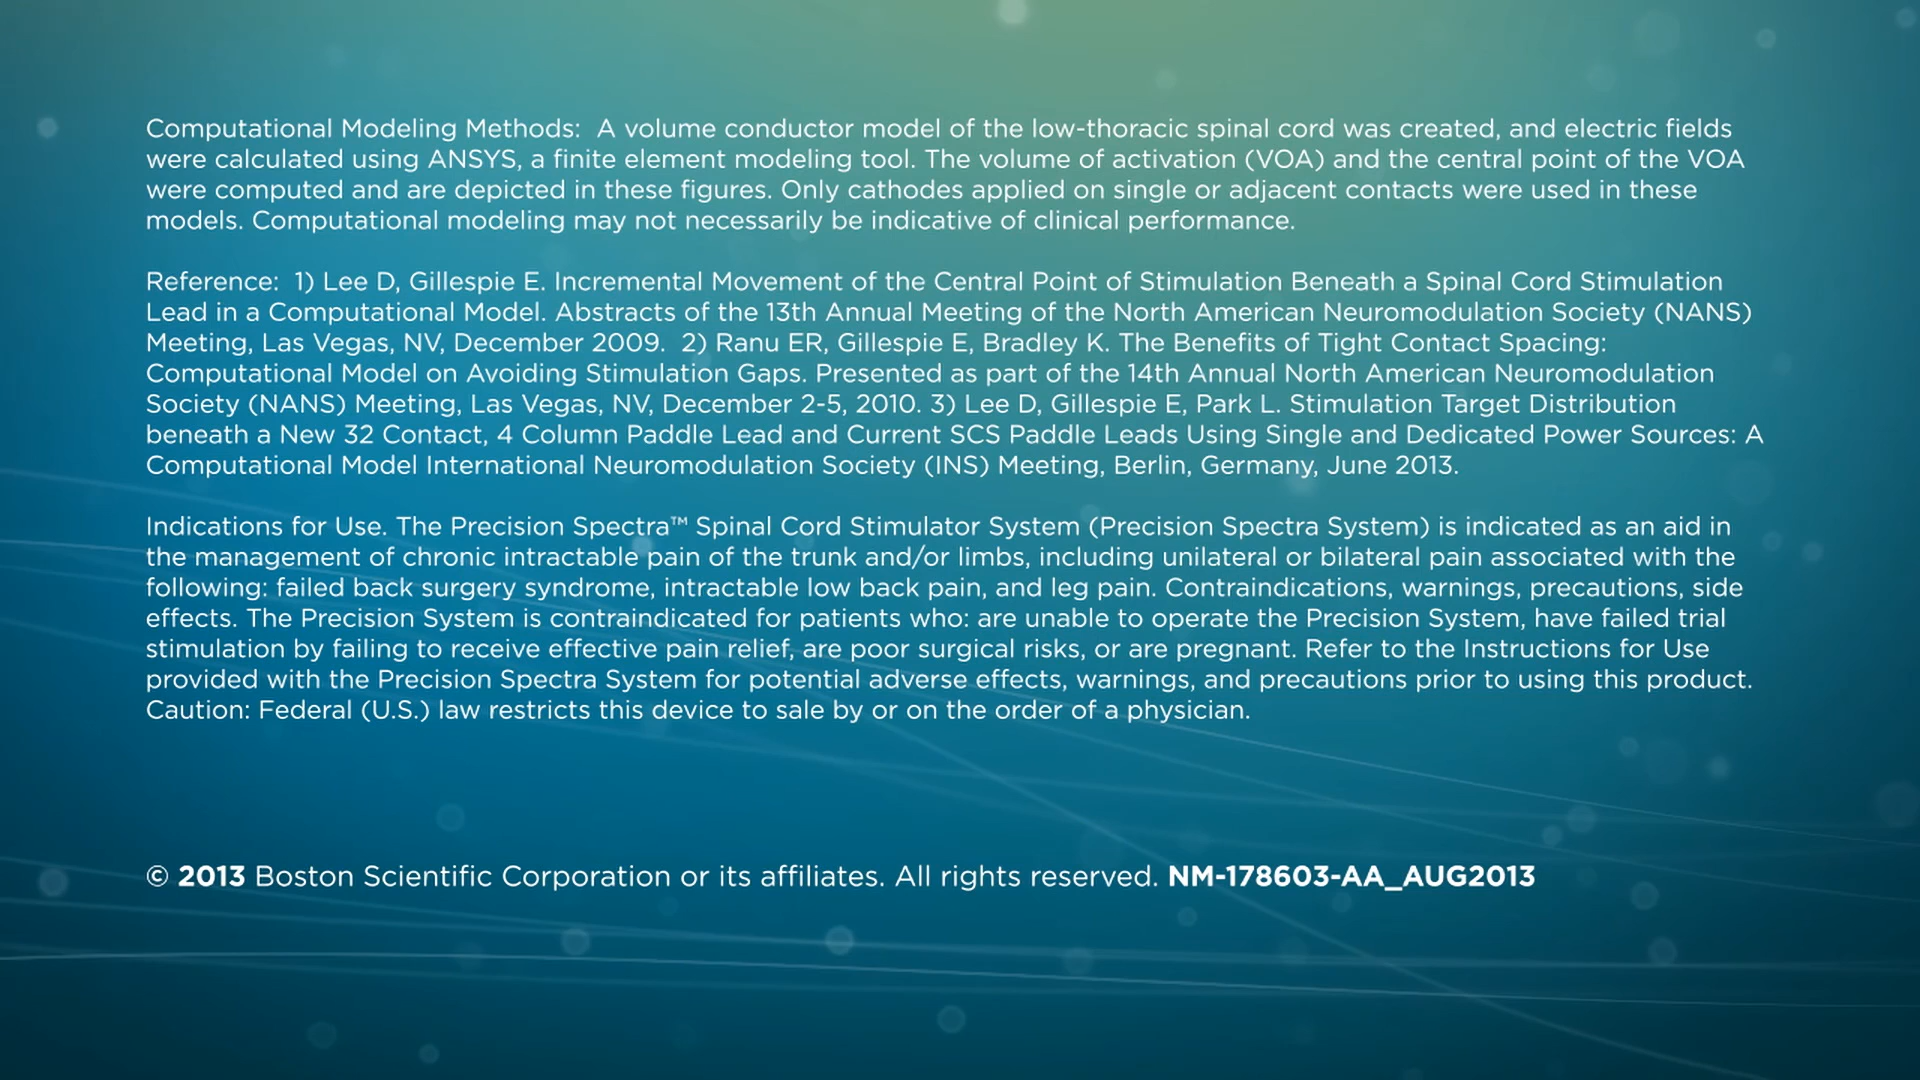 Computational Modeling Methods:  A volume conductor model of the low-thoracic spinal cord was created, and electric fields
were calculated using ANSYS, a finite element modeling tool. The volume of activation (VOA) and the central point of the VOA
were computed and are depicted in these figures. Only cathodes applied on single or adjacent contacts were used in these
models. Computational modeling may not necessarily be indicative of clinical performance.
Reference:  1) Lee D, Gillespie E. Incremental Movement of the Central Point of Stimulation Beneath a Spinal Cord Stimulation
Lead in a Computational Model. Abstracts of the 13th Annual Meeting of the North American Neuromodulation Society (NANS)
Meeting, Las Vegas, NV, December 2009.  2) Ranu ER, Gillespie E, Bradley K. The Benefits of Tight Contact Spacing:
Computational Model on Avoiding Stimulation Gaps. Presented as part of the 14th Annual North American Neuromodulation
Society (NANS) Meeting, Las Vegas, NV, December 2-5, 2010. 3) Lee D, Gillespie E, Park L. Stimulation Target Distribution
beneath a New 32 Contact, 4 Column Paddle Lead and Current SCS Paddle Leads Using Single and Dedicated Power Sources: A
Computational Model International Neuromodulation Society (INS) Meeting, Berlin, Germany, June 2013.
Indications for Use. The Precision Spectra™ Spinal Cord Stimulator System (Precision Spectra System) is indicated as an aid in
the management of chronic intractable pain of the trunk and/or limbs, including unilateral or bilateral pain associated with the
following: failed back surgery syndrome, intractable low back pain, and leg pain. Contraindications, warnings, precautions, side
effects. The Precision System is contraindicated for patients who: are unable to operate the Precision System, have failed trial
stimulation by failing to receive effective pain relief, are poor surgical risks, or are pregnant. Refer to the Instructions for Use
provided with the Precision Spectra System for potential adverse effects, warnings, and precautions prior to using this product.
Caution: Federal (U.S.) law restricts this device to sale by or on the order of a physician.
© 2013 Boston Scientific Corporation or its affiliates. All rights reserved. NM-178603-AA_AUG2013